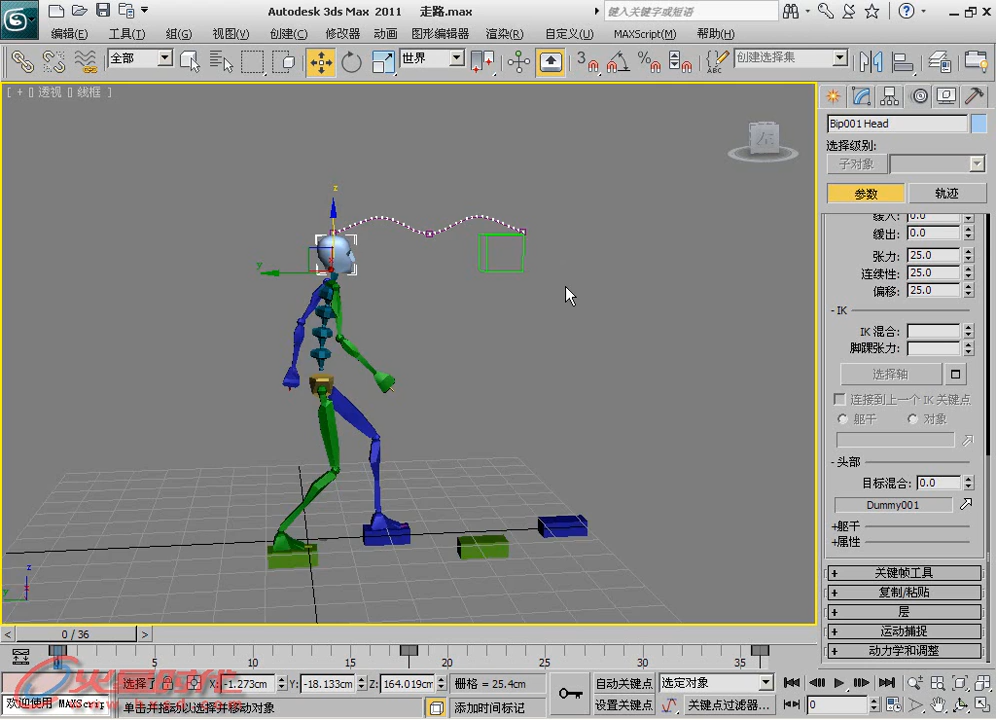 Autodesk 3ds Max 2011 走路.max
键入关键字或短语
编辑(E) 工具(T) 组(G) 视图(V) 创建(C) 修改器 动画 图形编辑器 渲染(R) 自定义(U) MAXScript(M) 帮助(H)
全部 世界 3 % ABC 创建选择集
[ + ] 透视 [] 线框 ]
Bip001 Head
选择级别:
子对象
参数 轨迹
缓入: 0.0
缓出: 0.0
张力: 25.0
连续性: 25.0
偏移: 25.0
- IK
IK 混合:
脚踝张力:
选择轴
连接到上一个 IK 关键点
躯干 对象
- 头部
目标混合: 0.0
Dummy001
+躯干
+属性
+ 关键帧工具
+ 复制/粘贴
+ 层
+ 运动捕捉
+ 动力学和调整
z
y
z
y
< 0 / 36 >
5 10 15 20 25 30 35
火星时代
选择了 X: -1.273cm Y: -18.133cm Z: 164.019cm 栅格 = 25.4cm 自动关键点 选定对象
欢迎使用 MAXScrip 单击并拖动以选择并移动对象 添加时间标记 设置关键点 关键点过滤器... 0